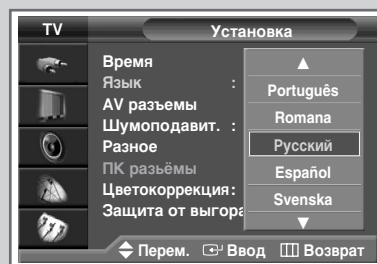 TV
Установка
Время
Язык :
AV разъемы
Шумоподавит. :
Разное
ПК разьёмы
Цветокоррекция:
Защита от выгора
▲
Português
Romana
Русский
Español
Svenska
▼
Перем. Ввод Возврат